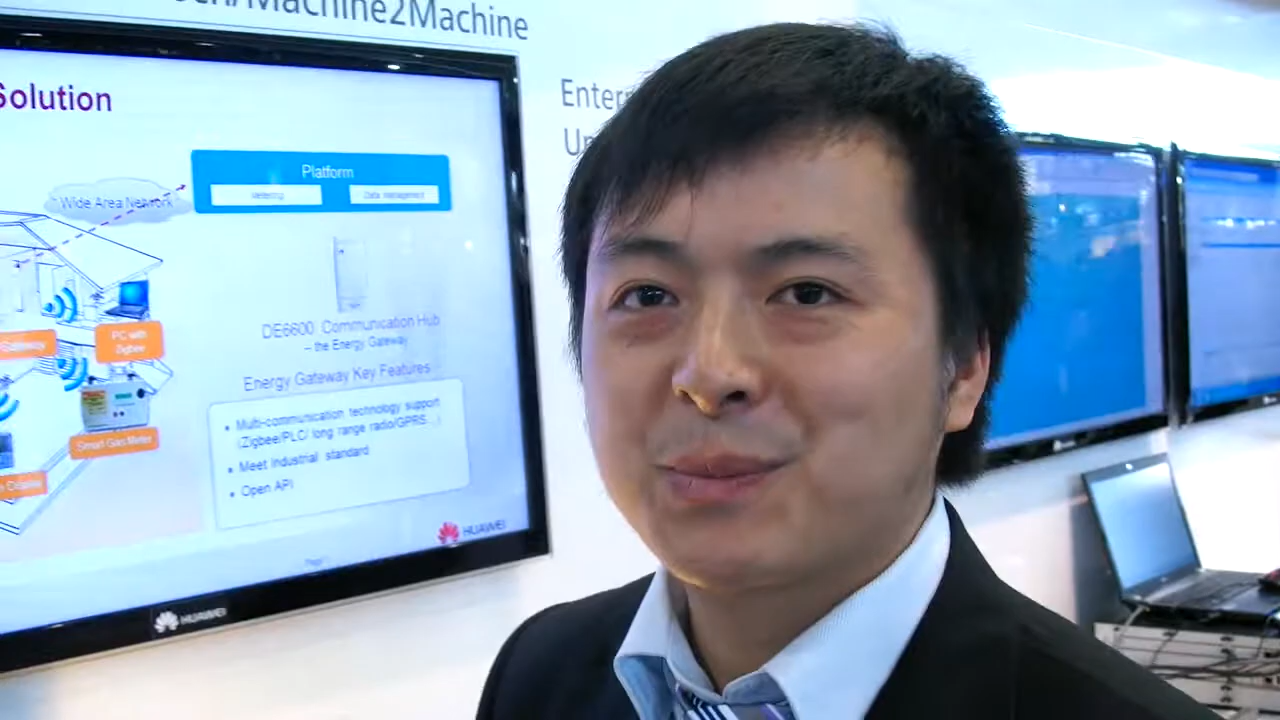 Machine2Machine
Solution
Platform
Metering
Data Management
Wide Area Network
DE6600 Communication Hub
– the Energy Gateway
Energy Gateway Key Features
• Multi-communication technology support
(Zigbee/PLC/ long range radio/GPRS...)
• Meet Industrial standard
• Open API
Gateway
PC with
Zigbee
Smart Gas Meter
HUAWEI
HUAWEI